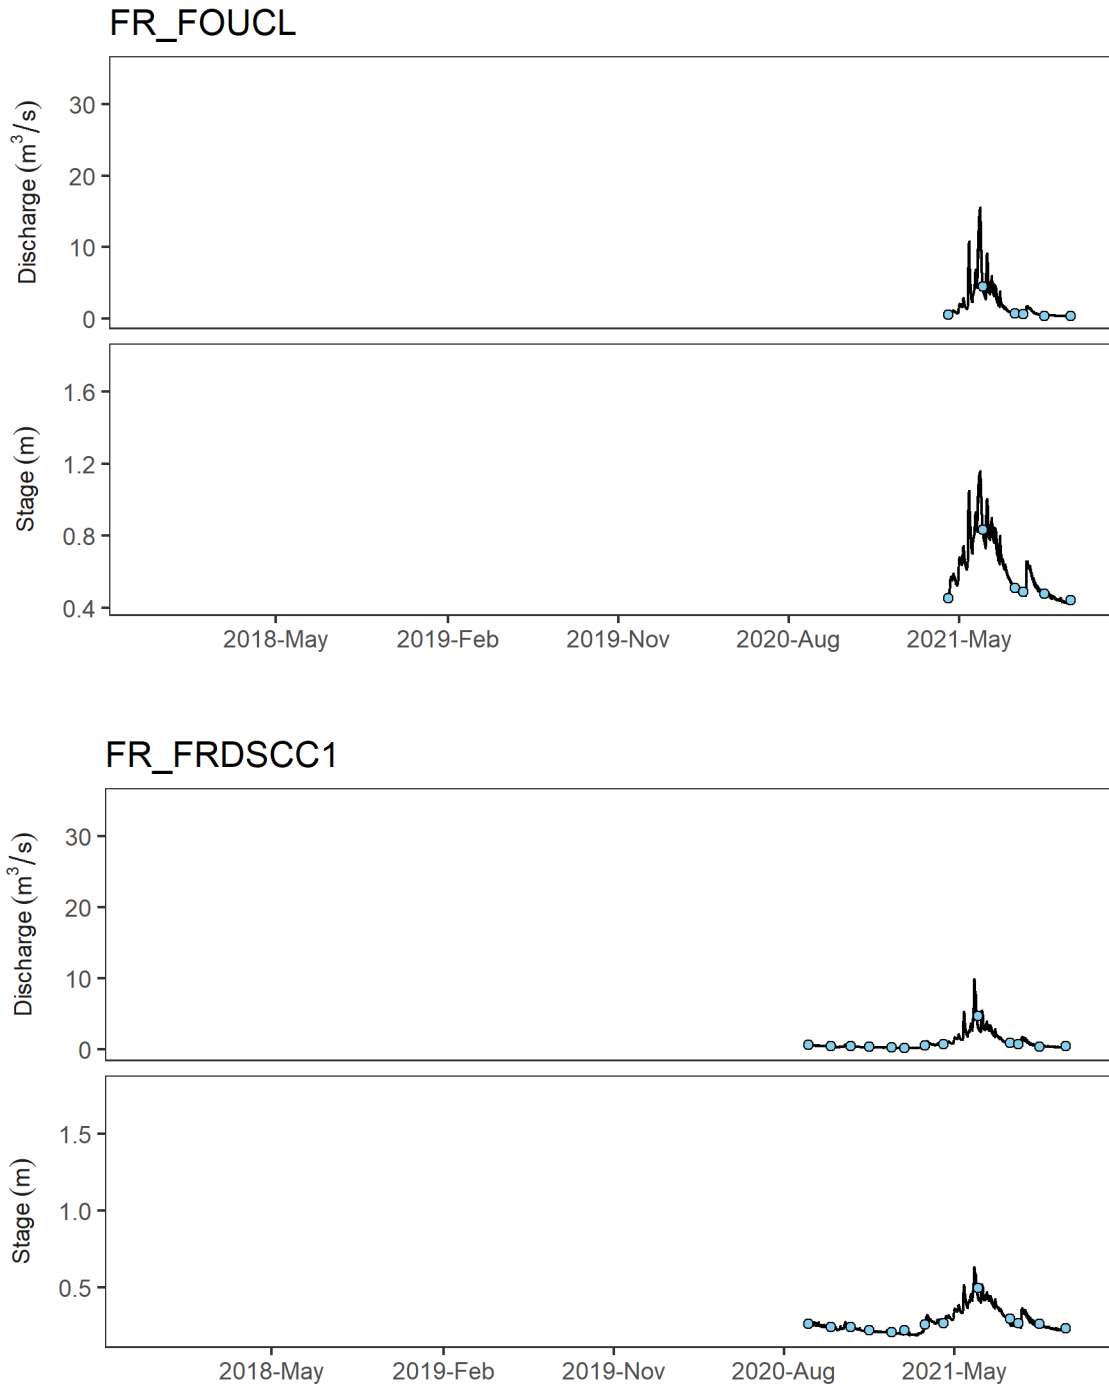 FR_FOUCL
Discharge (m³/s)
30
20
10
0
Stage (m)
1.6
1.2
0.8
0.4
2018-May 2019-Feb 2019-Nov 2020-Aug 2021-May
FR_FRDSCC1
Discharge (m³/s)
30
20
10
0
Stage (m)
1.5
1.0
0.5
2018-May 2019-Feb 2019-Nov 2020-Aug 2021-May